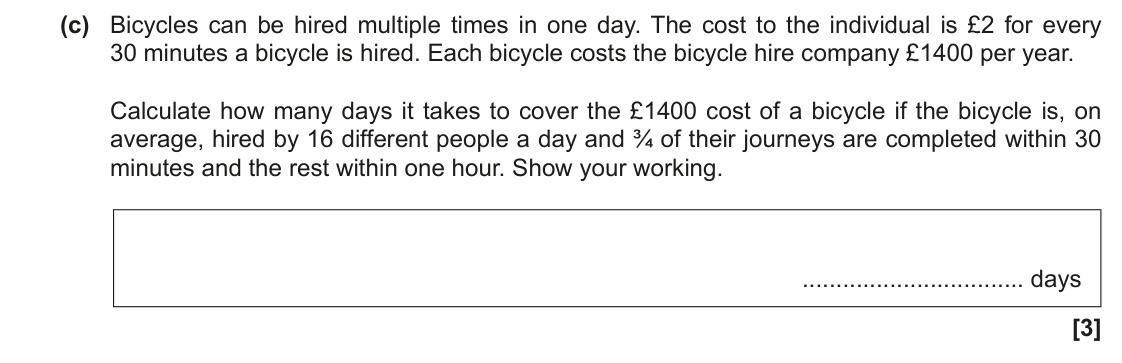 (c) Bicycles can be hired multiple times in one day. The cost to the individual is £2 for every
30 minutes a bicycle is hired. Each bicycle costs the bicycle hire company £1400 per year.
Calculate how many days it takes to cover the £1400 cost of a bicycle if the bicycle is, on
average, hired by 16 different people a day and ¾ of their journeys are completed within 30
minutes and the rest within one hour. Show your working.
................................. days
[3]